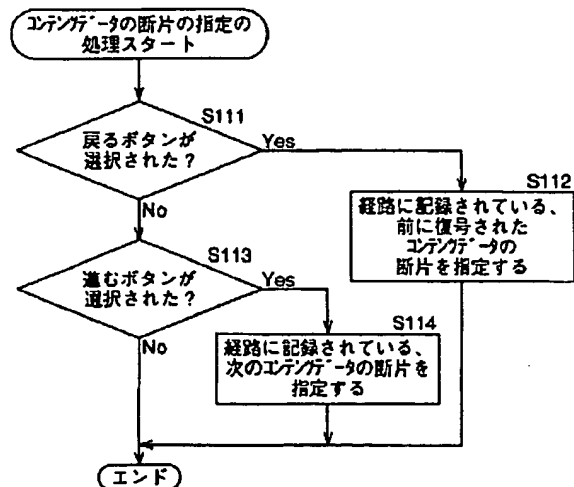 コンテンツデータの断片の指定の
処理スタート
S111
戻るボタンが
選択された？
Yes
No
S112
経路に記録されている、
前に復号された
コンテンツデータの
断片を指定する
S113
進むボタンが
選択された？
Yes
No
S114
経路に記録されている、
次のコンテンツデータの断片を
指定する
エンド